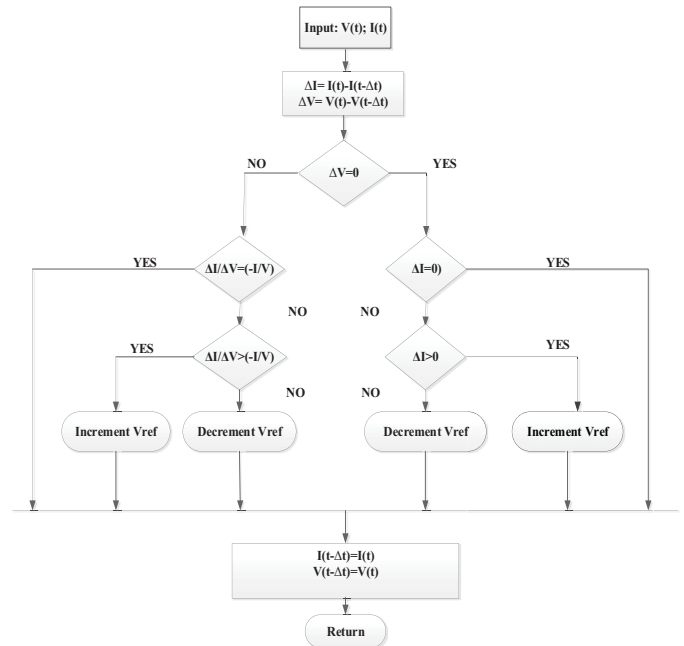 Input: V(t); I(t)
ΔI= I(t)-I(t-Δt)
ΔV= V(t)-V(t-Δt)
NO
YES
ΔV=0
YES
ΔI/ΔV=(-I/V)
ΔI=0)
YES
NO
NO
YES
ΔI/ΔV>(-I/V)
ΔI>0
YES
NO
NO
Increment Vref
Decrement Vref
Decrement Vref
Increment Vref
I(t-Δt)=I(t)
V(t-Δt)=V(t)
Return